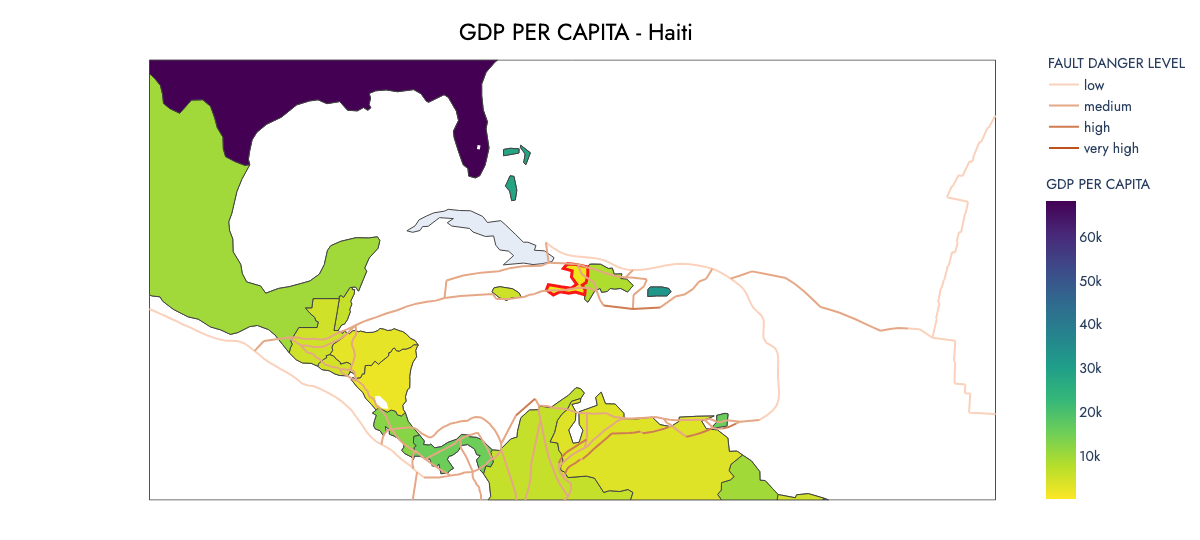 GDP PER CAPITA - Haiti
FAULT DANGER LEVEL
low
medium
high
very high
GDP PER CAPITA
60k
50k
40k
30k
20k
10k